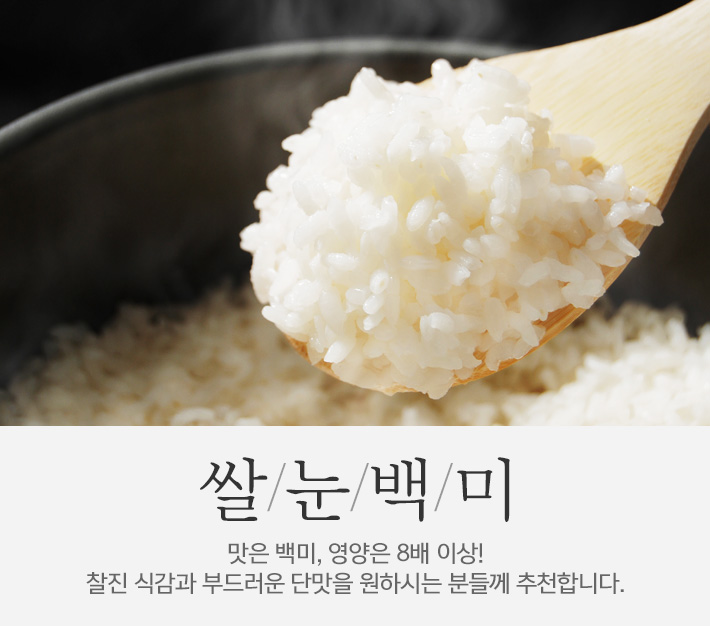 쌀/눈/백/미
맛은 백미, 영양은 8배 이상!
찰진 식감과 부드러운 단맛을 원하시는 분들께 추천합니다.